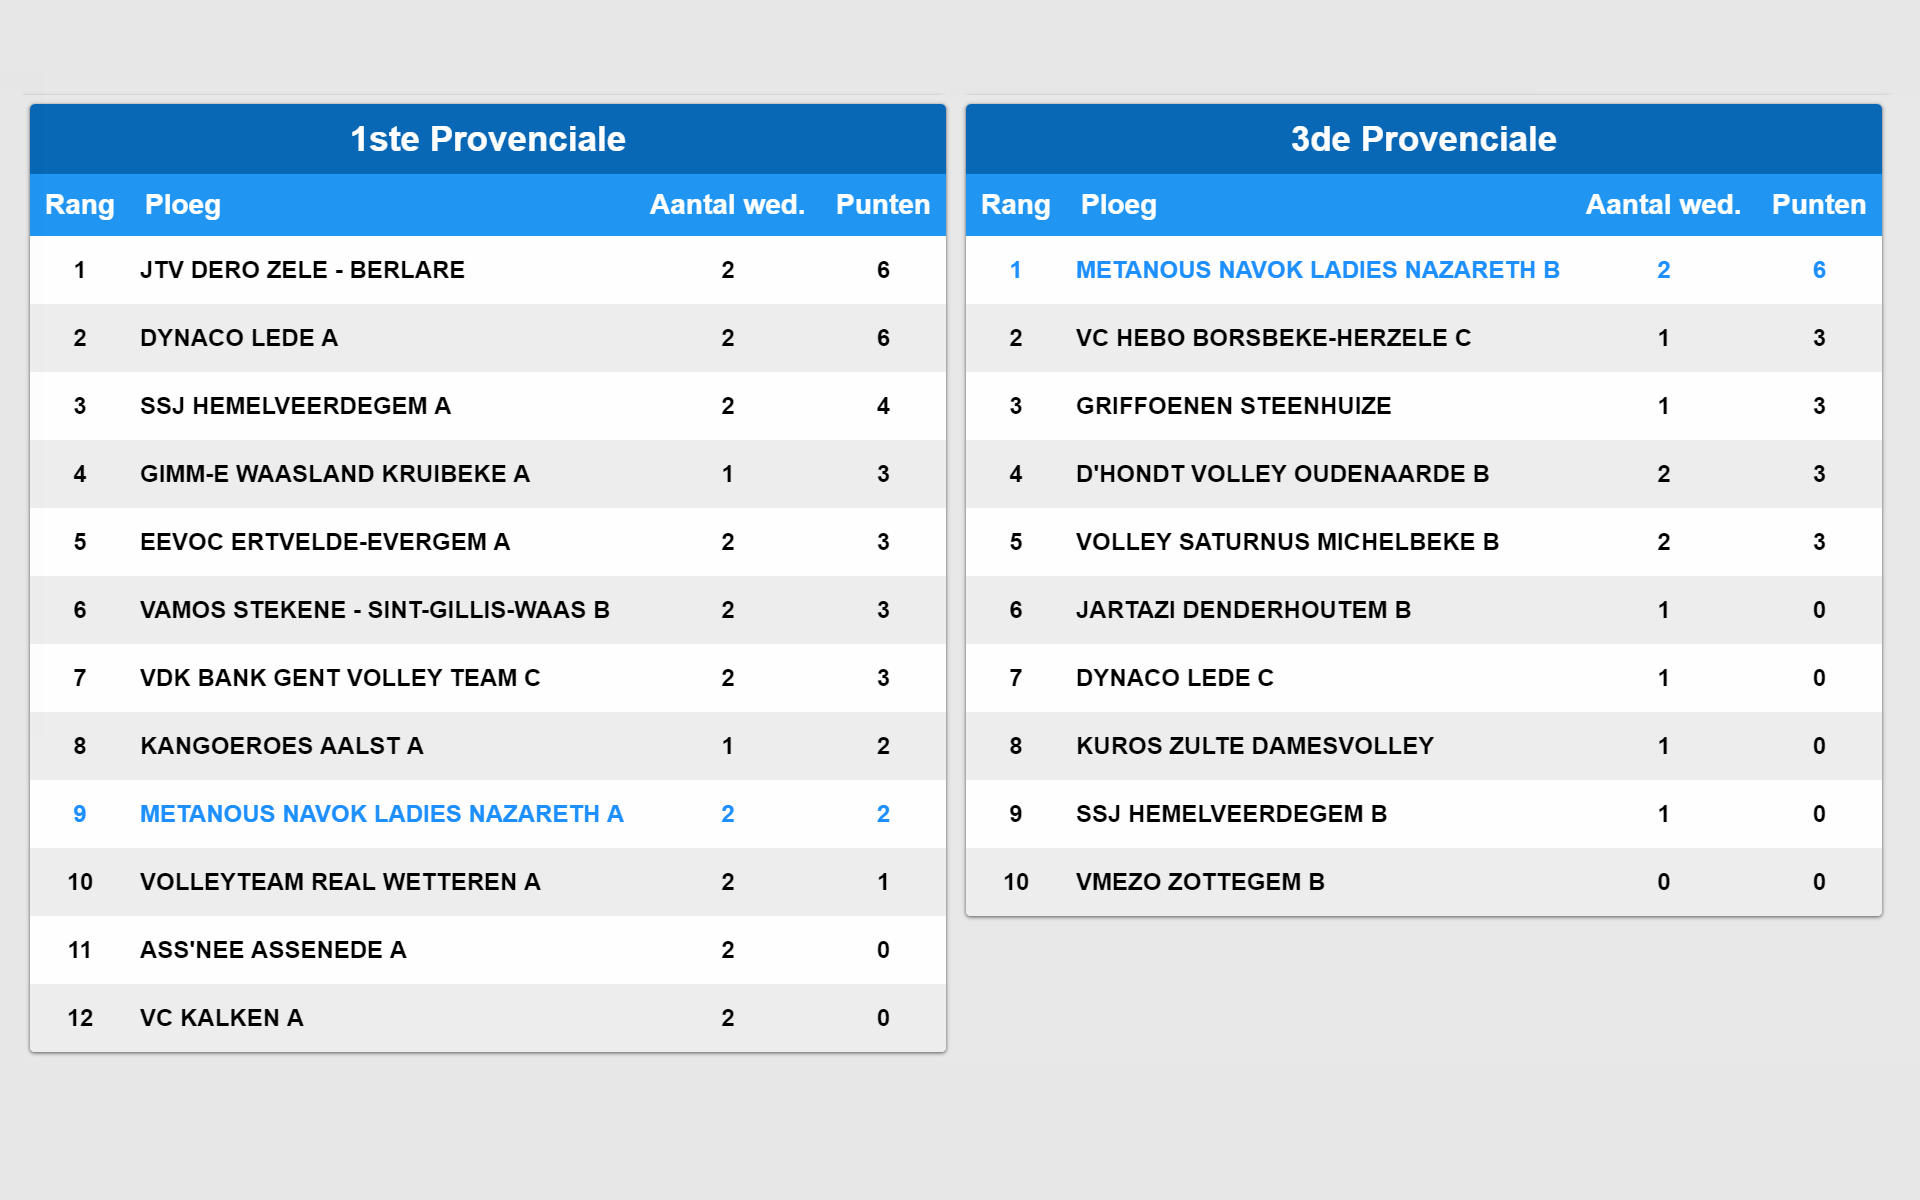 1ste Provenciale
Rang Ploeg Aantal wed. Punten
1 JTV DERO ZELE - BERLARE 2 6
2 DYNACO LEDE A 2 6
3 SSJ HEMELVEERDEGEM A 2 4
4 GIMM-E WAASLAND KRUIBEKE A 1 3
5 EEVOC ERTVELDE-EVERGEM A 2 3
6 VAMOS STEKENE - SINT-GILLIS-WAAS B 2 3
7 VDK BANK GENT VOLLEY TEAM C 2 3
8 KANGOEROES AALST A 1 2
9 METANOUS NAVOK LADIES NAZARETH A 2 2
10 VOLLEYTEAM REAL WETTEREN A 2 1
11 ASS'NEE ASSENEDE A 2 0
12 VC KALKEN A 2 0
3de Provenciale
Rang Ploeg Aantal wed. Punten
1 METANOUS NAVOK LADIES NAZARETH B 2 6
2 VC HEBO BORSBEKE-HERZELE C 1 3
3 GRIFFOENEN STEENHUIZE 1 3
4 D'HONDT VOLLEY OUDENAARDE B 2 3
5 VOLLEY SATURNUS MICHELBEKE B 2 3
6 JARTAZI DENDERHOUTEM B 1 0
7 DYNACO LEDE C 1 0
8 KUROS ZULTE DAMESVOLLEY 1 0
9 SSJ HEMELVEERDEGEM B 1 0
10 VMEZO ZOTTEGEM B 0 0